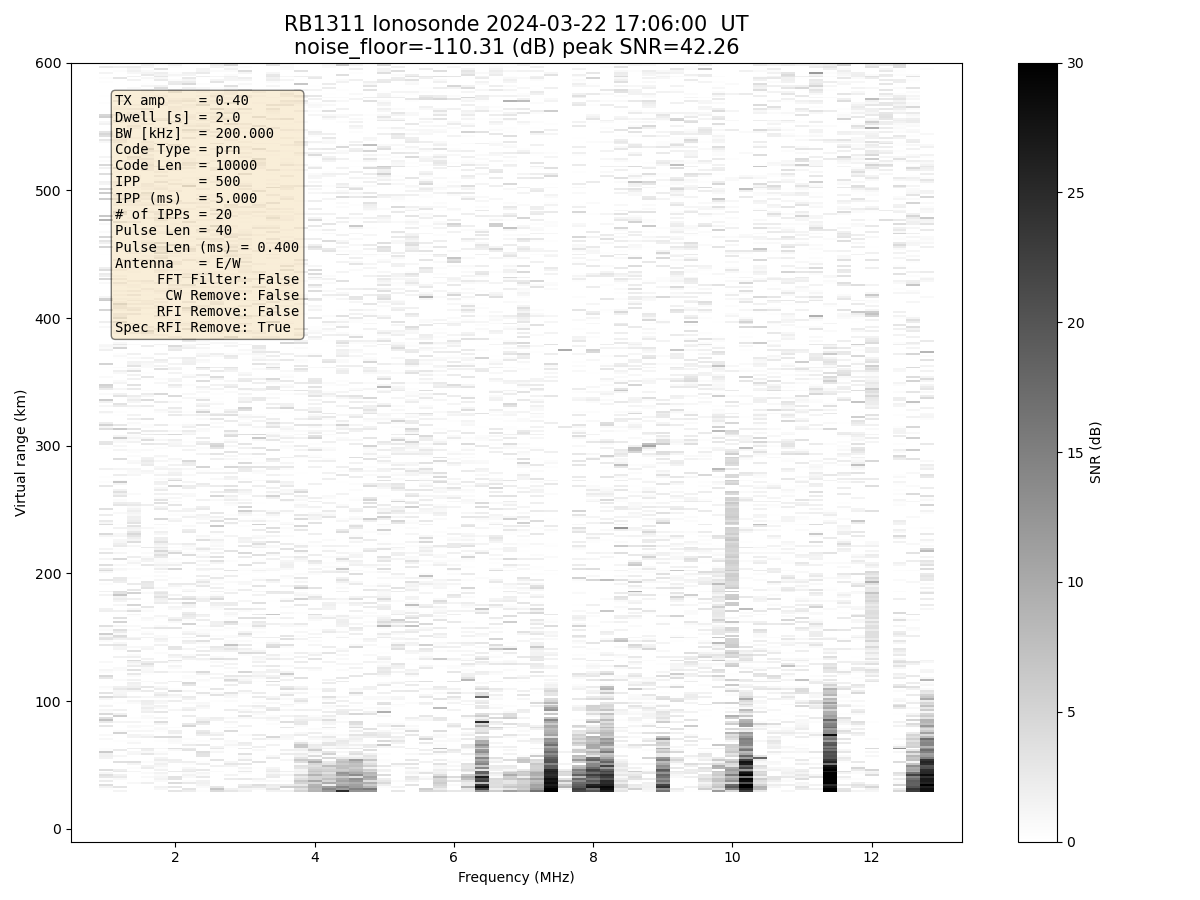 RB1311 Ionosonde 2024-03-22 17:06:00  UT
noise_floor=-110.31 (dB) peak SNR=42.26
TX amp    = 0.40
Dwell [s] = 2.0
BW [kHz]  = 200.000
Code Type = prn
Code Len  = 10000
IPP       = 500
IPP (ms)  = 5.000
# of IPPs = 20
Pulse Len = 40
Pulse Len (ms) = 0.400
Antenna   = E/W
FFT Filter: False
CW Remove: False
RFI Remove: False
Spec RFI Remove: True
Virtual range (km)
600
500
400
300
200
100
0
2 4 6 8 10 12
Frequency (MHz)
30
25
20
15
10
5
0
SNR (dB)